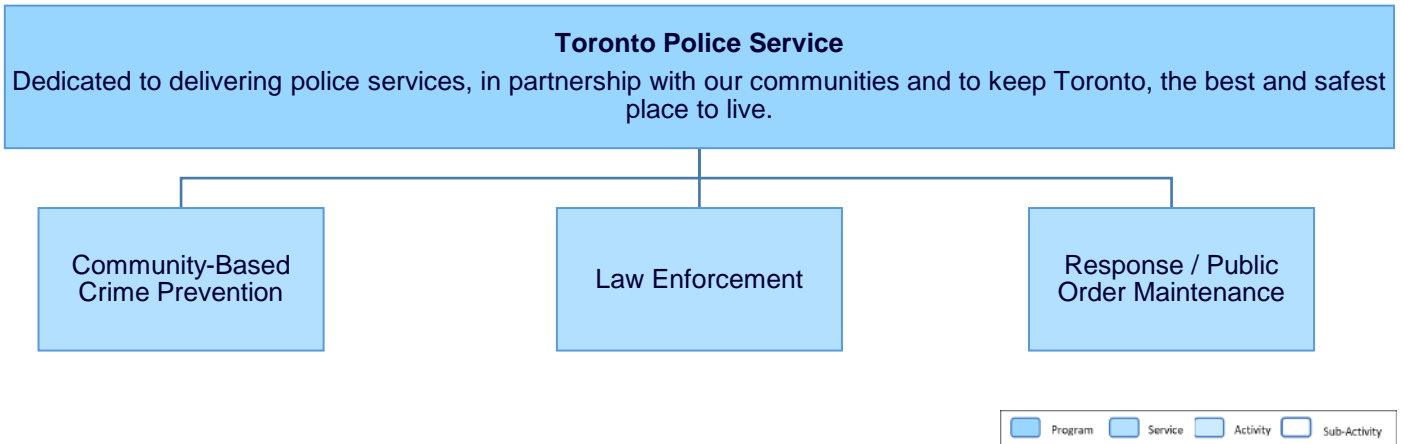 Toronto Police Service
Dedicated to delivering police services, in partnership with our communities and to keep Toronto, the best and safest
place to live.
Community-Based
Crime Prevention
Law Enforcement
Response / Public
Order Maintenance
Program Service Activity Sub-Activity